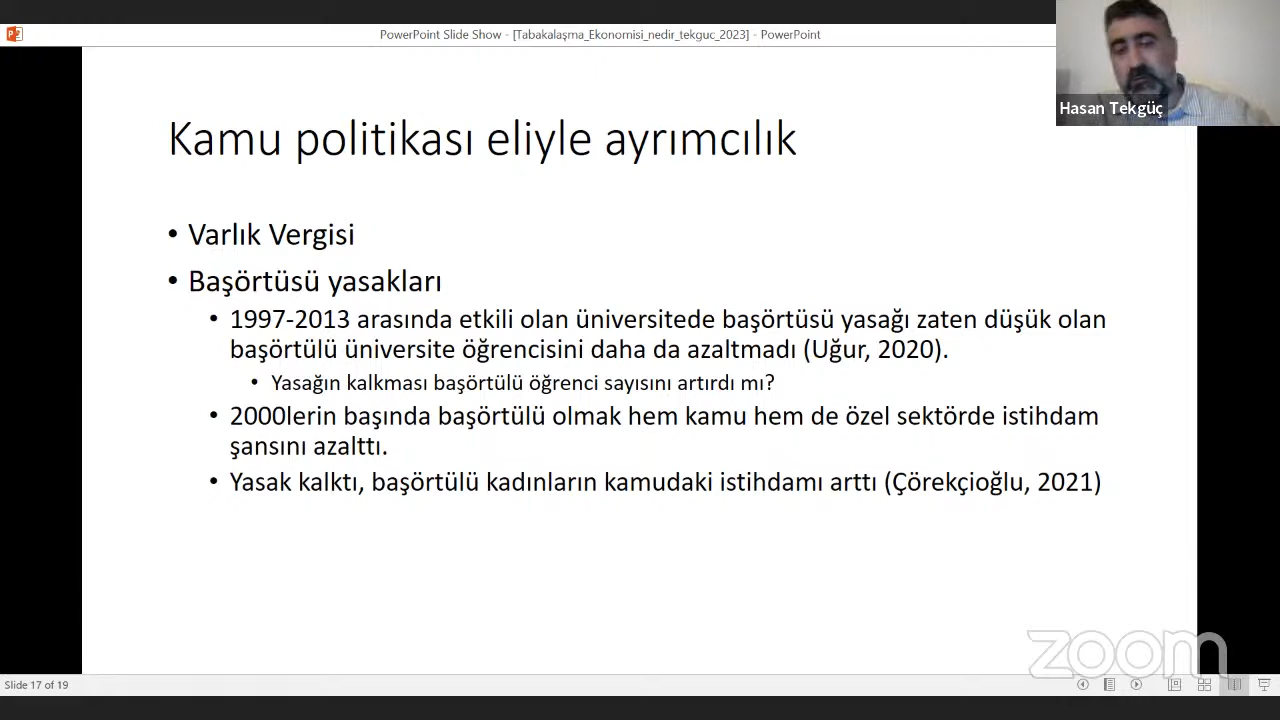 PowerPoint Slide Show - [Tabakalaşma_Ekonomisi_nedir_tekguc_2023] - PowerPoint
Hasan Tekgüç
Kamu politikası eliyle ayrımcılık
• Varlık Vergisi
• Başörtüsü yasakları
• 1997-2013 arasında etkili olan üniversitede başörtüsü yasağı zaten düşük olan
başörtülü üniversite öğrencisini daha da azaltmadı (Uğur, 2020).
• Yasağın kalkması başörtülü öğrenci sayısını artırdı mı?
• 2000lerin başında başörtülü olmak hem kamu hem de özel sektörde istihdam
şansını azalttı.
• Yasak kalktı, başörtülü kadınların kamudaki istihdamı arttı (Çörekçioğlu, 2021)
zoom
Slide 17 of 19